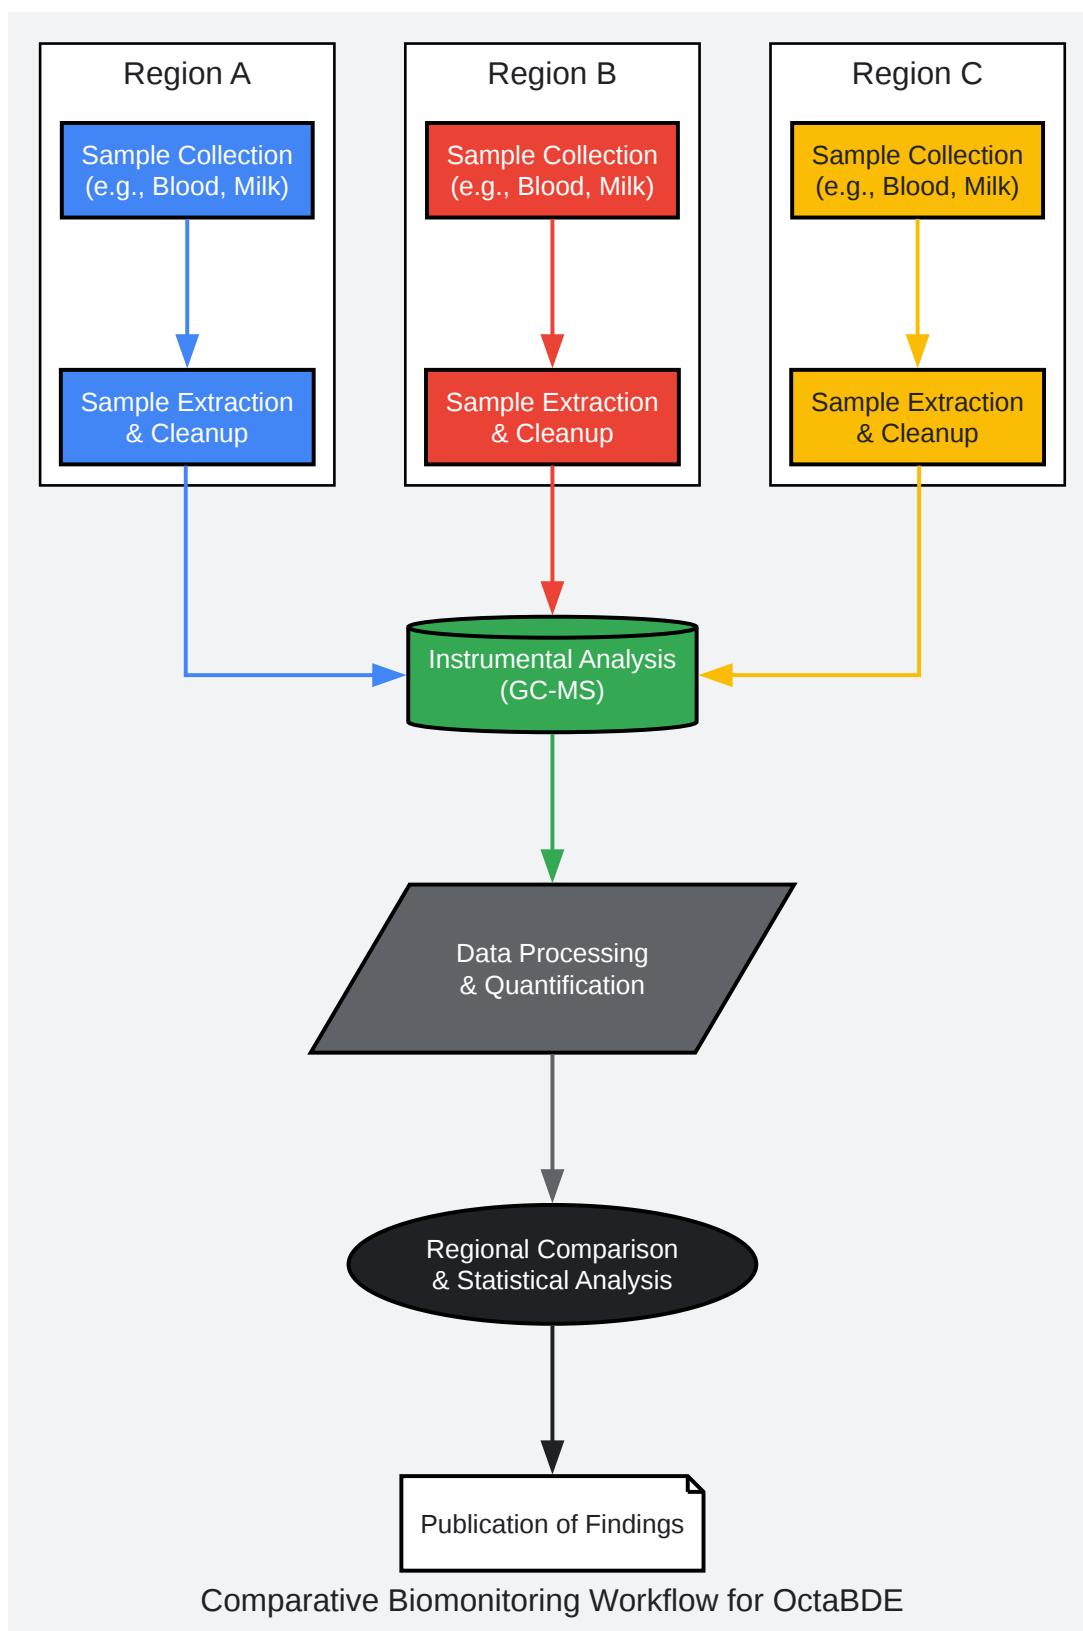 Region A
Sample Collection
(e.g., Blood, Milk)
Sample Extraction
& Cleanup
Region B
Sample Collection
(e.g., Blood, Milk)
Sample Extraction
& Cleanup
Region C
Sample Collection
(e.g., Blood, Milk)
Sample Extraction
& Cleanup
Instrumental Analysis
(GC-MS)
Data Processing
& Quantification
Regional Comparison
& Statistical Analysis
Publication of Findings
Comparative Biomonitoring Workflow for OctaBDE